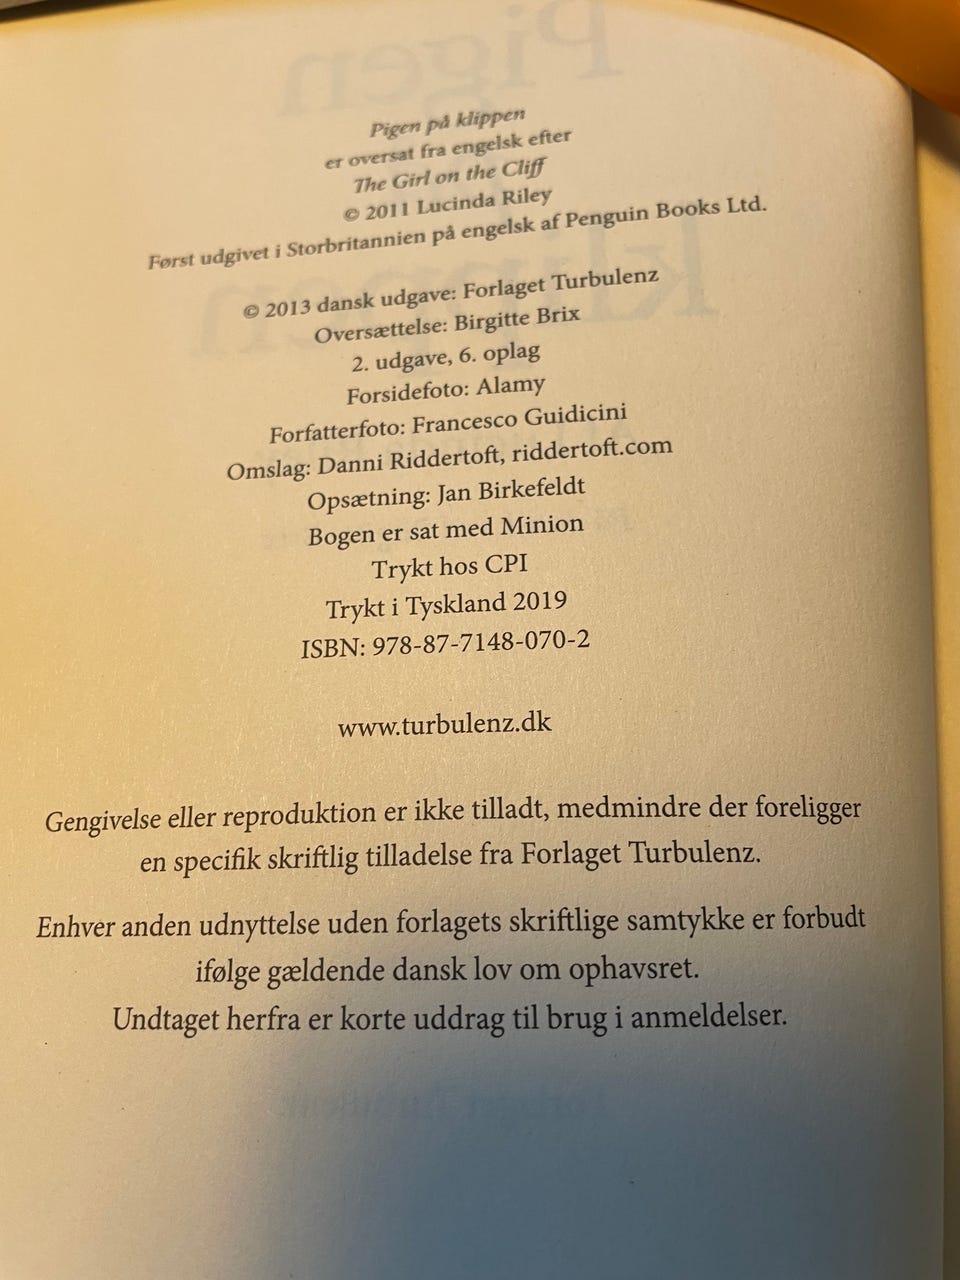 Pigen på klippen
er oversat fra engelsk efter
The Girl on the Cliff
© 2011 Lucinda Riley
Først udgivet i Storbritannien på engelsk af Penguin Books Ltd.
© 2013 dansk udgave: Forlaget Turbulenz
Oversættelse: Birgitte Brix
2. udgave, 6. oplag
Forsidefoto: Alamy
Forfatterfoto: Francesco Guidicini
Omslag: Danni Riddertoft, riddertoft.com
Opsætning: Jan Birkefeldt
Bogen er sat med Minion
Trykt hos CPI
Trykt i Tyskland 2019
ISBN: 978-87-7148-070-2
www.turbulenz.dk
Gengivelse eller reproduktion er ikke tilladt, medmindre der foreligger
en specifik skriftlig tilladelse fra Forlaget Turbulenz.
Enhver anden udnyttelse uden forlagets skriftlige samtykke er forbudt
ifølge gældende dansk lov om ophavsret.
Undtaget herfra er korte uddrag til brug i anmeldelser.